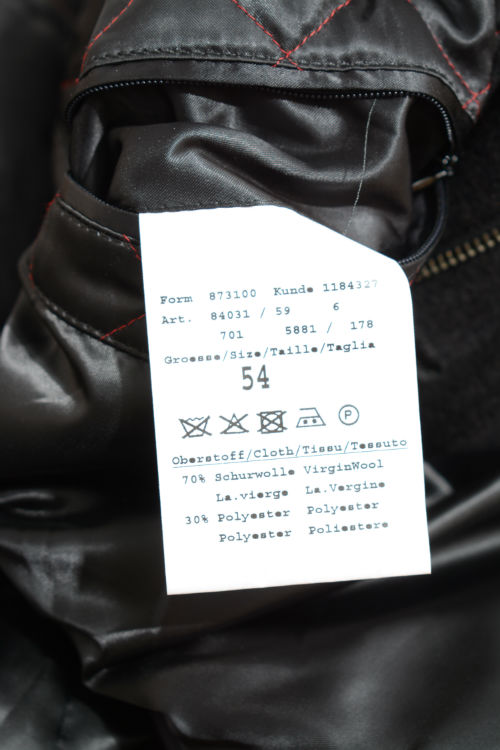 Form 873100 Kunde 1184327
Art. 84031 / 59 6
701 5881 / 178
Groesse/Size/Taille/Taglia
54
P
Oberstoff/Cloth/Tissu/Tessuto
70% Schurwolle VirginWool
La.vierge La.Vergine
30% Polyester Polyester
Polyester Poliestere